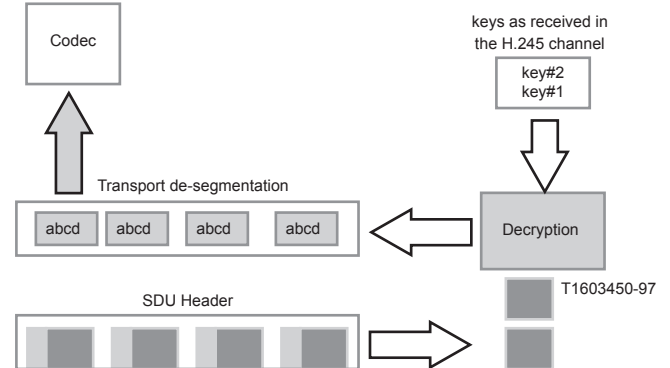 Codec
keys as received in
the H.245 channel
key#2
key#1
Transport de-segmentation
abcd
abcd
abcd
abcd
Decryption
T1603450-97
SDU Header